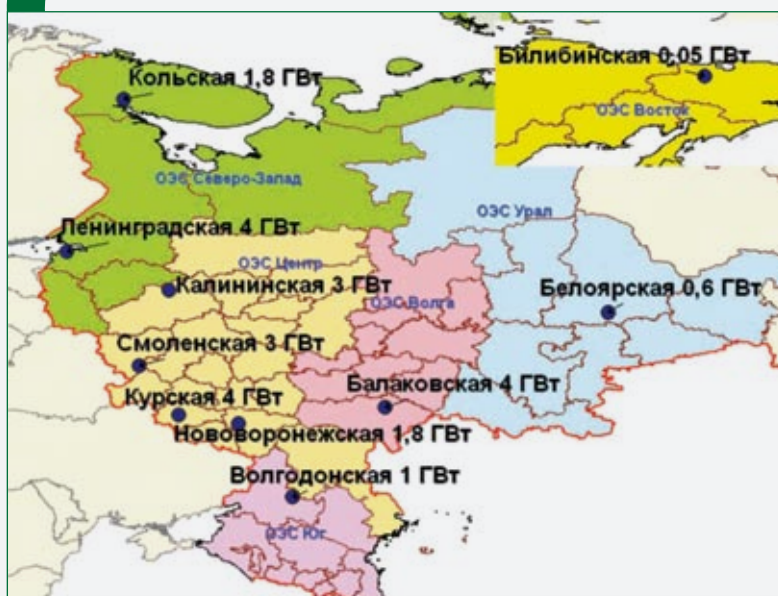 Кольская 1,8 ГВт
Билибинская 0,05 ГВт
ОЭС Восток
ОЭС Северо-Запад
ОЭС Урал
Ленинградская 4 ГВт
ОЭС Центр
Калининская 3 ГВт
ОЭС Волга
Белоярская 0,6 ГВт
Смоленская 3 ГВт
Балаковская 4 ГВт
Курская 4 ГВт
Нововоронежская 1,8 ГВт
Волгодонская 1 ГВт
ОЭС Юг